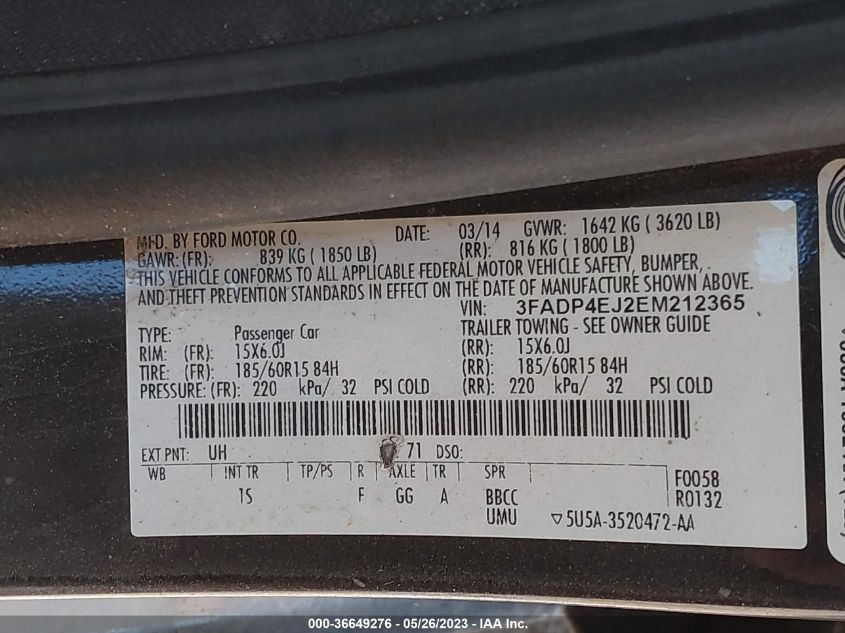 MFD. BY FORD MOTOR CO. DATE: 03/14 GVWR: 1642 KG ( 3620 LB)
GAWR: (FR): 839 KG ( 1850 LB) (RR): 816 KG ( 1800 LB)
THIS VEHICLE CONFORMS TO ALL APPLICABLE FEDERAL MOTOR VEHICLE SAFETY, BUMPER,
AND THEFT PREVENTION STANDARDS IN EFFECT ON THE DATE OF MANUFACTURE SHOWN ABOVE.
VIN: 3FADP4EJ2EM212365
TYPE: Passenger Car TRAILER TOWING - SEE OWNER GUIDE
RIM: (FR): 15X6.0J (RR): 15X6.0J
TIRE: (FR): 185/60R15 84H (RR): 185/60R15 84H
PRESSURE: (FR): 220 kPa/ 32 PSI COLD (RR): 220 kPa/ 32 PSI COLD
EXT PNT: UH 71 DSO:
WB INT TR TP/PS R AXLE TR SPR F0058
1S F GG A BBCC R0132
UMU ▽5U5A-3520472-AA
000-36649276 - 05/26/2023 - IAA Inc.